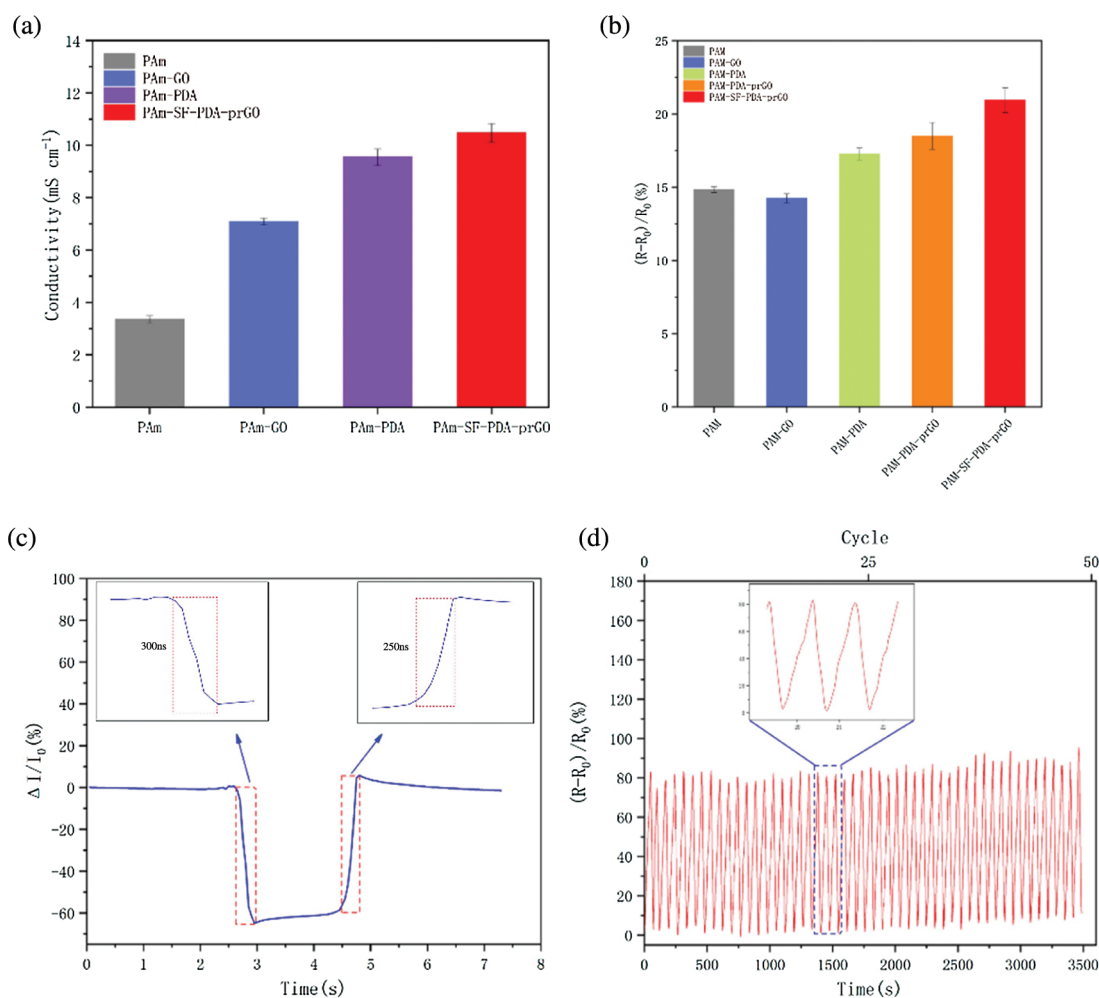 (a)
14
12
10
8
6
4
2
0
Conductivity(mS cm⁻¹)
PAm
PAm-GO
PAm-PDA
PAm-SF-PDA-prGO
PAm
PAm-GO
PAm-PDA
PAm-SF-PDA-prGO
(b)
25
20
15
10
5
0
(R-R₀)/R₀(%)
PAM
PAM-GO
PAM-PDA
PAM-PDA-prGO
PAM-SF-PDA-prGO
PAM
PAM-GO
PAM-PDA
PAM-PDA-prGO
PAM-SF-PDA-prGO
(c)
100
80
60
40
20
0
-20
-40
-60
Δ I/I₀(%)
300ns
250ns
0 1 2 3 4 5 6 7 8
Time(s)
(d)
Cycle
0 25 50
180
160
140
120
100
80
60
40
20
0
(R-R₀)/R₀(%)
0 500 1000 1500 2000 2500 3000 3500
Time(s)